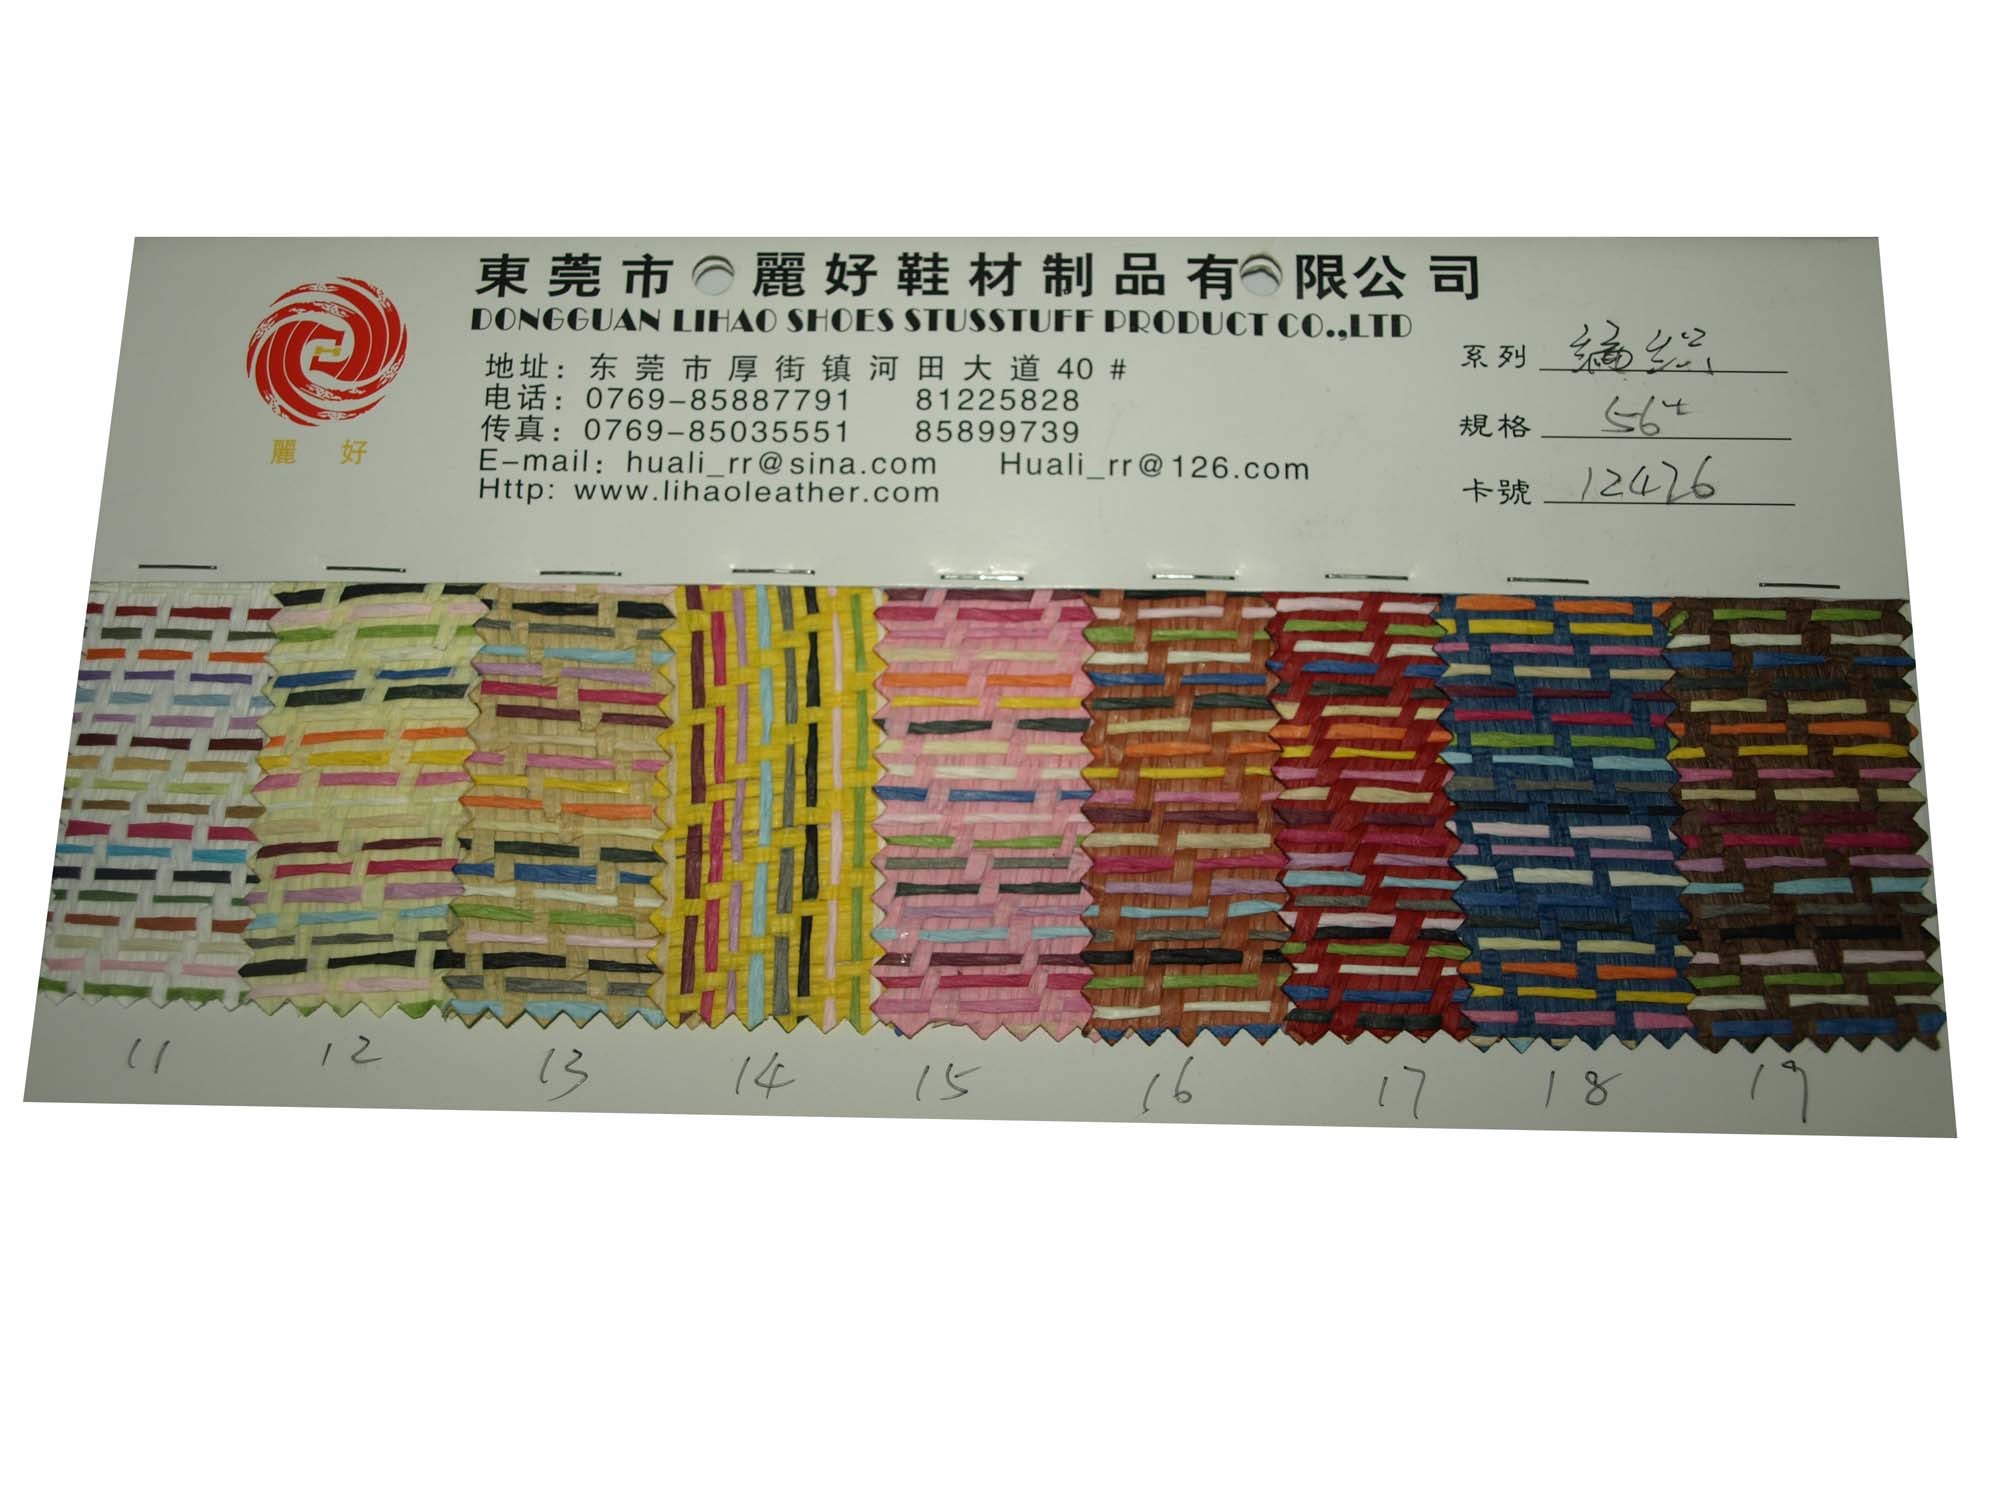 東莞市麗好鞋材制品有限公司
DONGGUAN LIHAO SHOES STUSSTUFF PRODUCT CO.,LTD
地址：东莞市厚街镇河田大道40#
电话：0769-85887791 81225828
传真：0769-85035551 85899739
E-mail：huali_rr@sina.com Huali_rr@126.com
Http: www.lihaoleather.com
麗好
系列 编织
規格 56"
卡號 12476
11 12 13 14 15 16 17 18 19